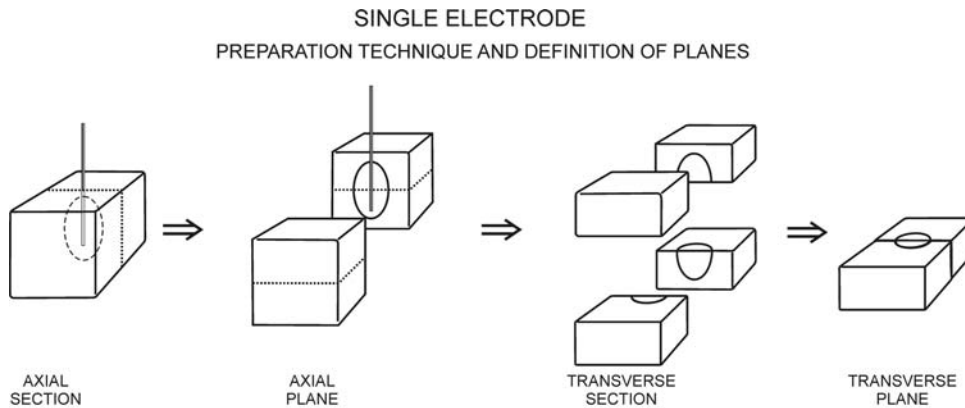 SINGLE ELECTRODE
PREPARATION TECHNIQUE AND DEFINITION OF PLANES
AXIAL
SECTION
AXIAL
PLANE
TRANSVERSE
SECTION
TRANSVERSE
PLANE